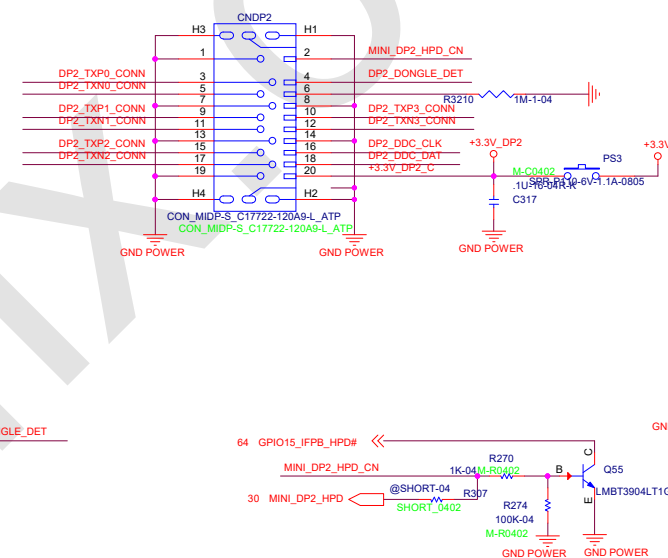 CNDP2
H3 H1
1 2 MINI_DP2_HPD_CN
DP2_TXP0_CONN 3 4 DP2_DONGLE_DET
DP2_TXN0_CONN 5 6
7 8 R3210 1M-1-04
DP2_TXP1_CONN 9 10 DP2_TXP3_CONN
DP2_TXN1_CONN 11 12 DP2_TXN3_CONN
13 14
DP2_TXP2_CONN 15 16 DP2_DDC_CLK +3.3V_DP2 +3.3V
DP2_TXN2_CONN 17 18 DP2_DDC_DAT PS3
19 20 +3.3V_DP2_C M-C0402
.1U-16-04R-K
H4 H2 C317
CON_MIDP-S_C17722-120A9-L_ATP
CON_MIDP-S_C17722-120A9-L_ATP
GND POWER GND POWER GND POWER
GLE_DET GN
64 GPIO15_IFPB_HPD# C
R270 Q55
MINI_DP2_HPD_CN 1K-04 M-R0402 B
@SHORT-04 R307 LMBT3904LT1G
30 MINI_DP2_HPD E
SHORT_0402 R274
100K-04
M-R0402
GND POWER GND POWER